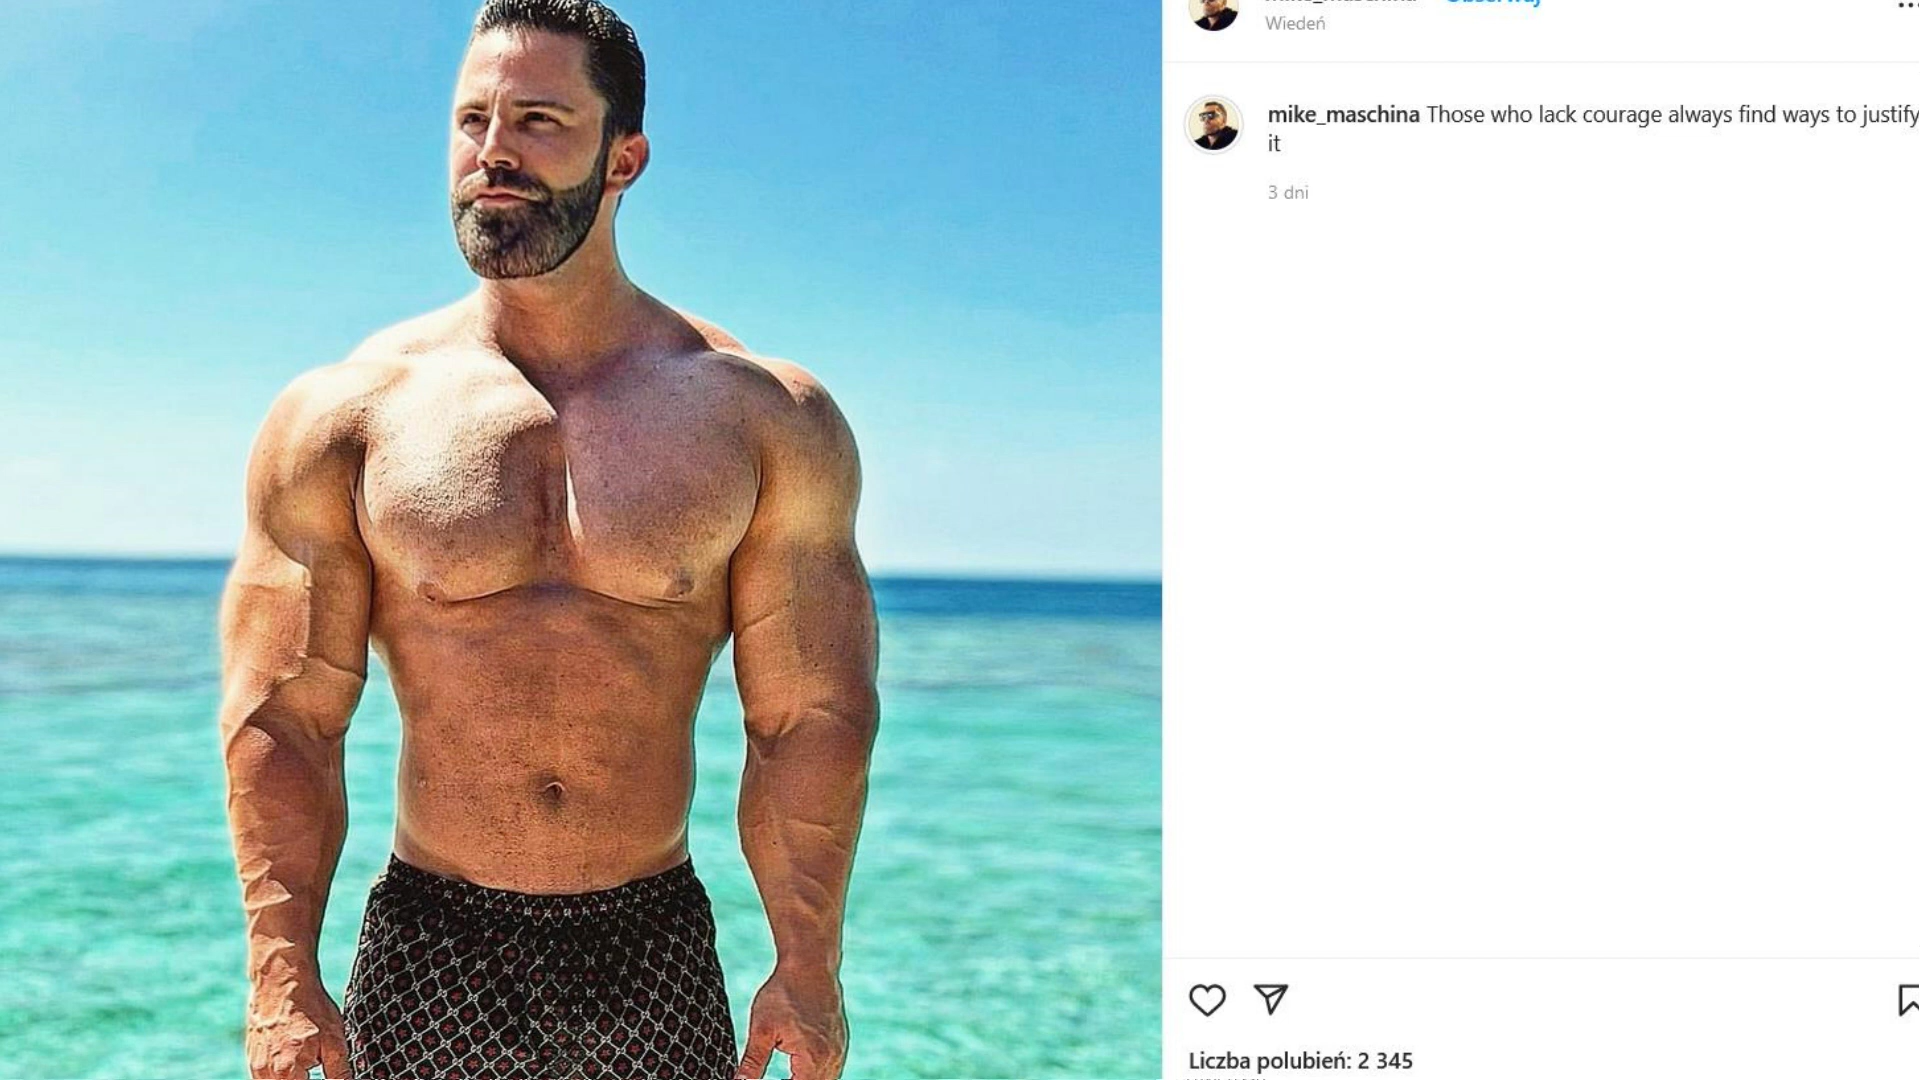 Wiedeń
mike_maschina Those who lack courage always find ways to justify
it
3 dni
Liczba polubień: 2 345